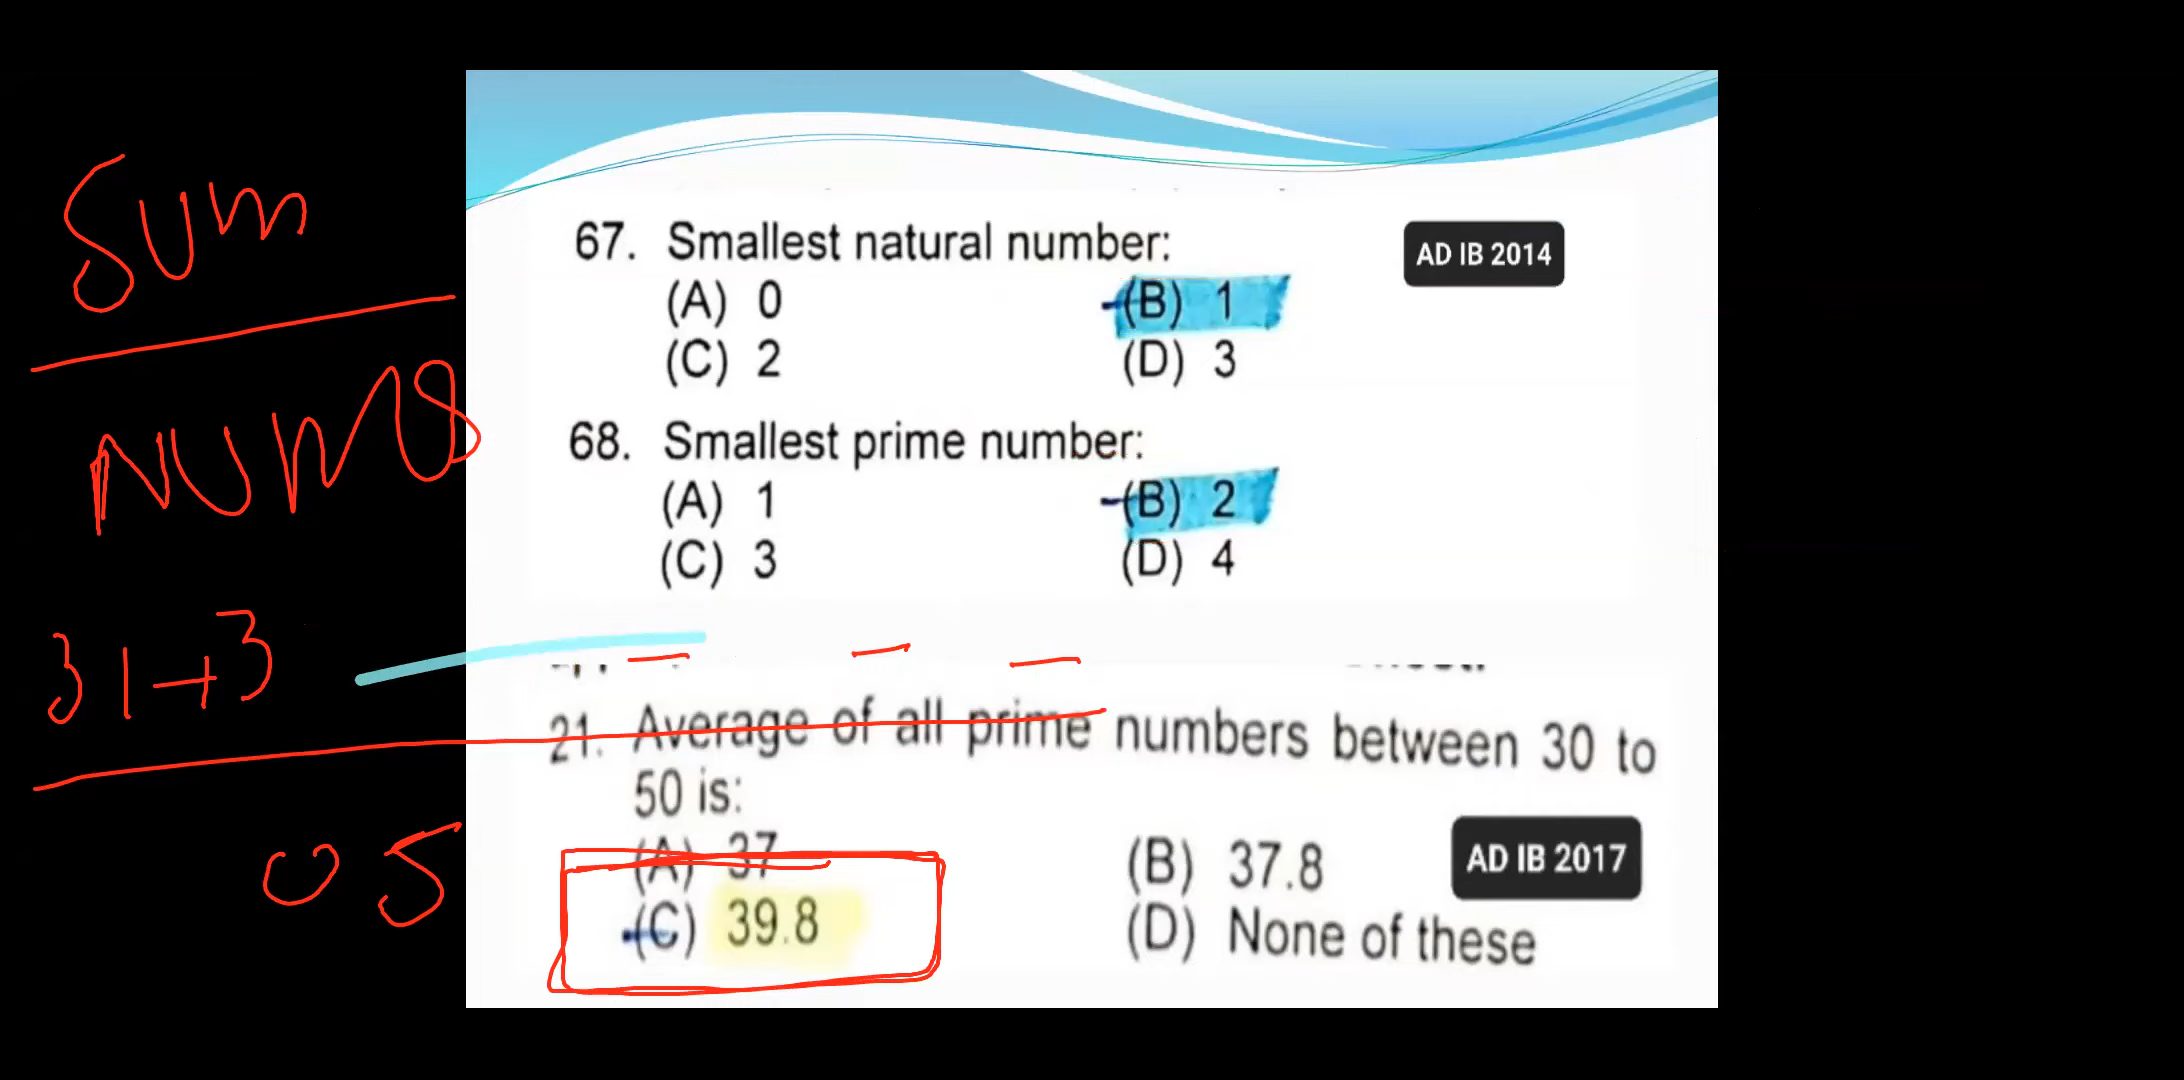 Sum
67. Smallest natural number: AD IB 2014
(A) 0 (B) 1
(C) 2 (D) 3
Num8
68. Smallest prime number:
(A) 1 (B) 2
(C) 3 (D) 4
31+3
21. Average of all prime numbers between 30 to
50 is:
(A) 37 (B) 37.8 AD IB 2017
05
(C) 39.8 (D) None of these